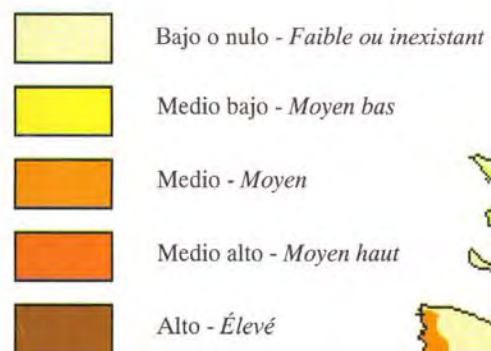 Bajo o nulo - Faible ou inexistant
Medio bajo - Moyen bas
Medio - Moyen
Medio alto - Moyen haut
Alto - Élevé